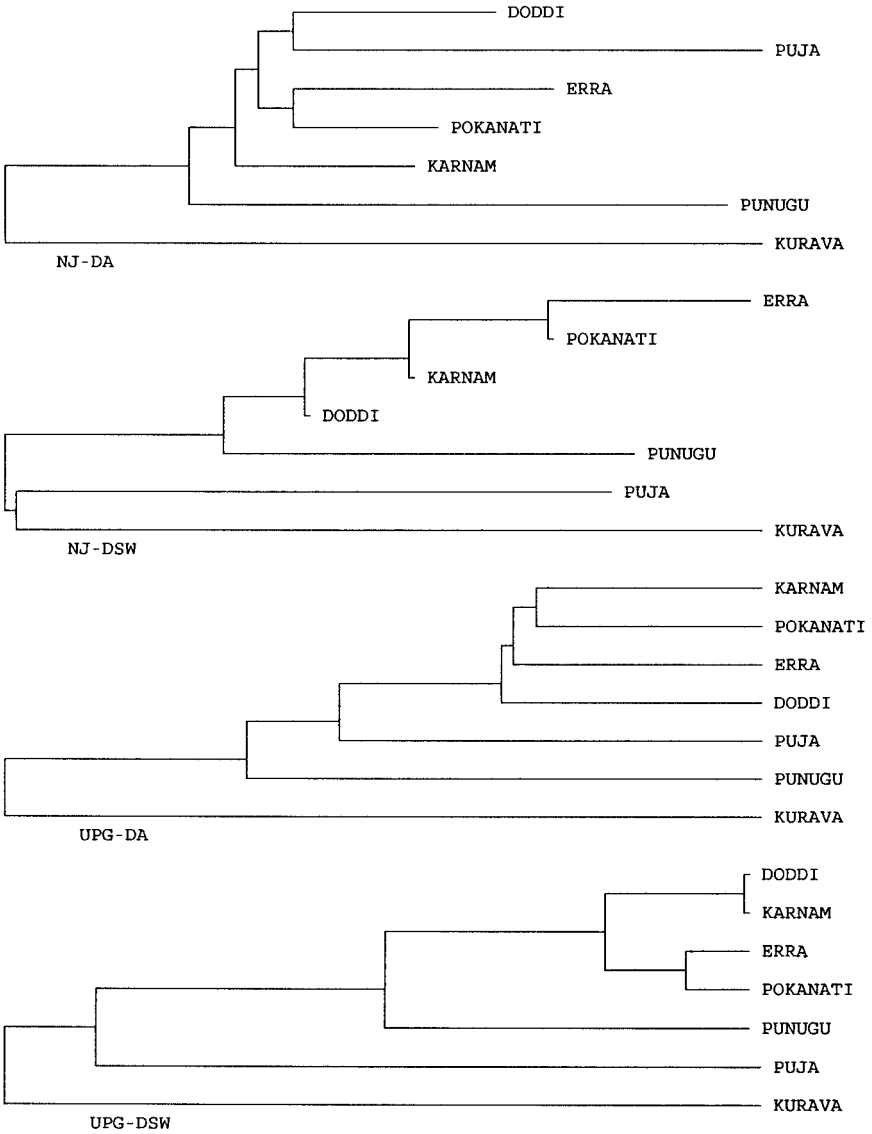 DODDI
PUJA
ERRA
POKANATI
KARNAM
PUNUGU
KURAVA
NJ-DA
ERRA
POKANATI
KARNAM
DODDI
PUNUGU
PUJA
KURAVA
NJ-DSW
KARNAM
POKANATI
ERRA
DODDI
PUJA
PUNUGU
KURAVA
UPG-DA
DODDI
KARNAM
ERRA
POKANATI
PUNUGU
PUJA
KURAVA
UPG-DSW